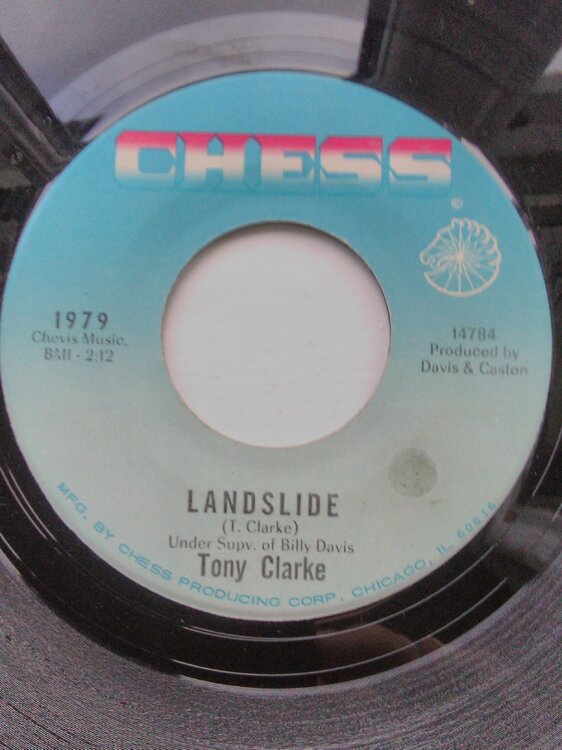 CHESS
©
1979
Chevis Music,
BMI - 2:12
14784
Produced by
Davis & Caston
LANDSLIDE
(T. Clarke)
Under Supv. of Billy Davis
Tony Clarke
MFG. BY CHESS PRODUCING CORP. CHICAGO, IL 60616